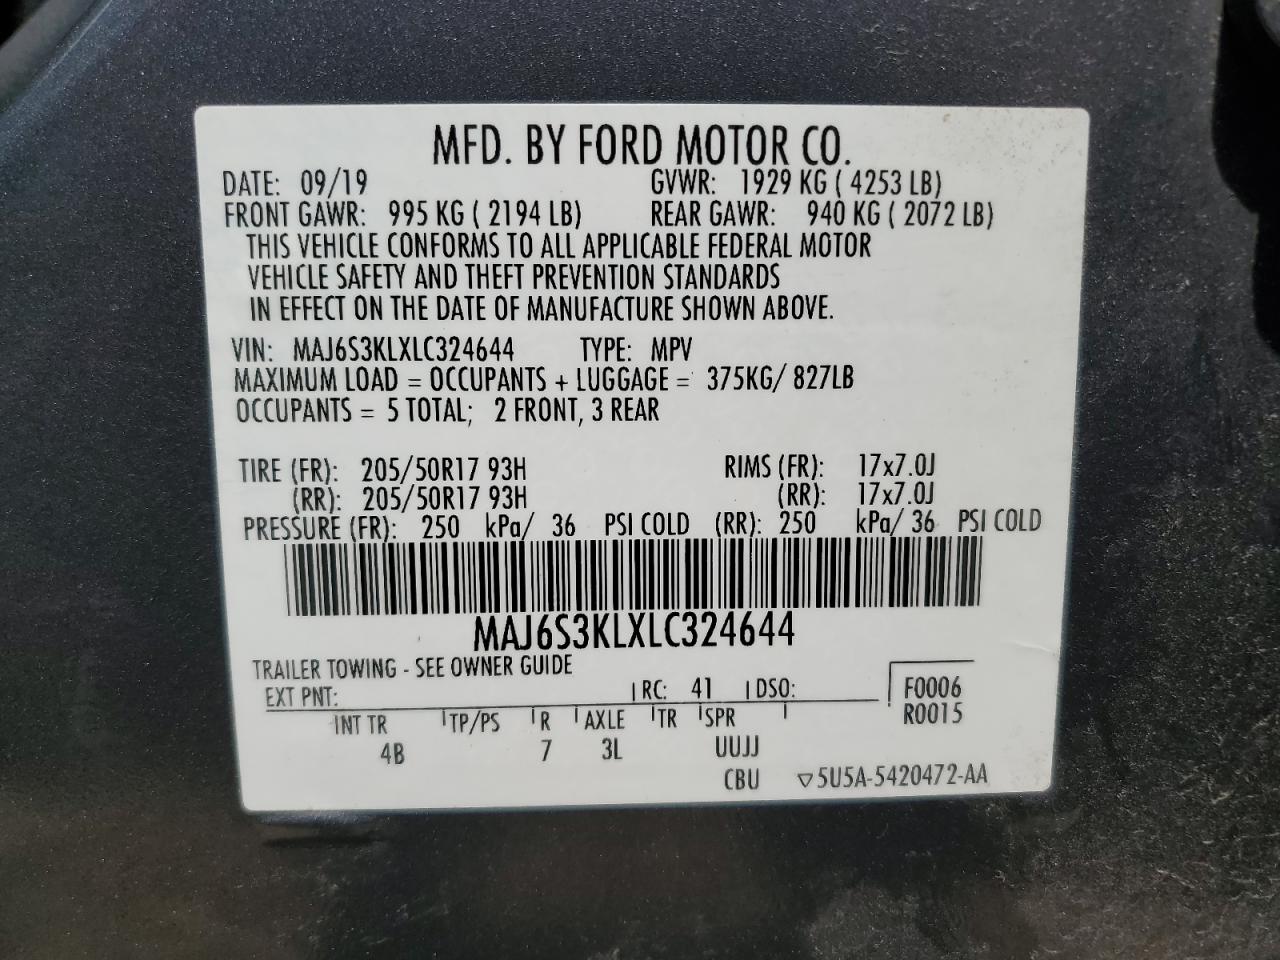 MFD. BY FORD MOTOR CO.
DATE: 09/19 GVWR: 1929 KG ( 4253 LB)
FRONT GAWR: 995 KG ( 2194 LB) REAR GAWR: 940 KG ( 2072 LB)
THIS VEHICLE CONFORMS TO ALL APPLICABLE FEDERAL MOTOR
VEHICLE SAFETY AND THEFT PREVENTION STANDARDS
IN EFFECT ON THE DATE OF MANUFACTURE SHOWN ABOVE.
VIN: MAJ6S3KLXLC324644 TYPE: MPV
MAXIMUM LOAD = OCCUPANTS + LUGGAGE = 375KG/ 827LB
OCCUPANTS = 5 TOTAL; 2 FRONT, 3 REAR
TIRE (FR): 205/50R17 93H RIMS (FR): 17x7.0J
(RR): 205/50R17 93H (RR): 17x7.0J
PRESSURE (FR): 250 kPa/ 36 PSI COLD (RR): 250 kPa/ 36 PSI COLD
MAJ6S3KLXLC324644
TRAILER TOWING - SEE OWNER GUIDE
EXT PNT: RC: 41 DSO: F0006
R0015
INT TR TP/PS R AXLE TR SPR
4B 7 3L UUJJ
CBU ▽5U5A-5420472-AA